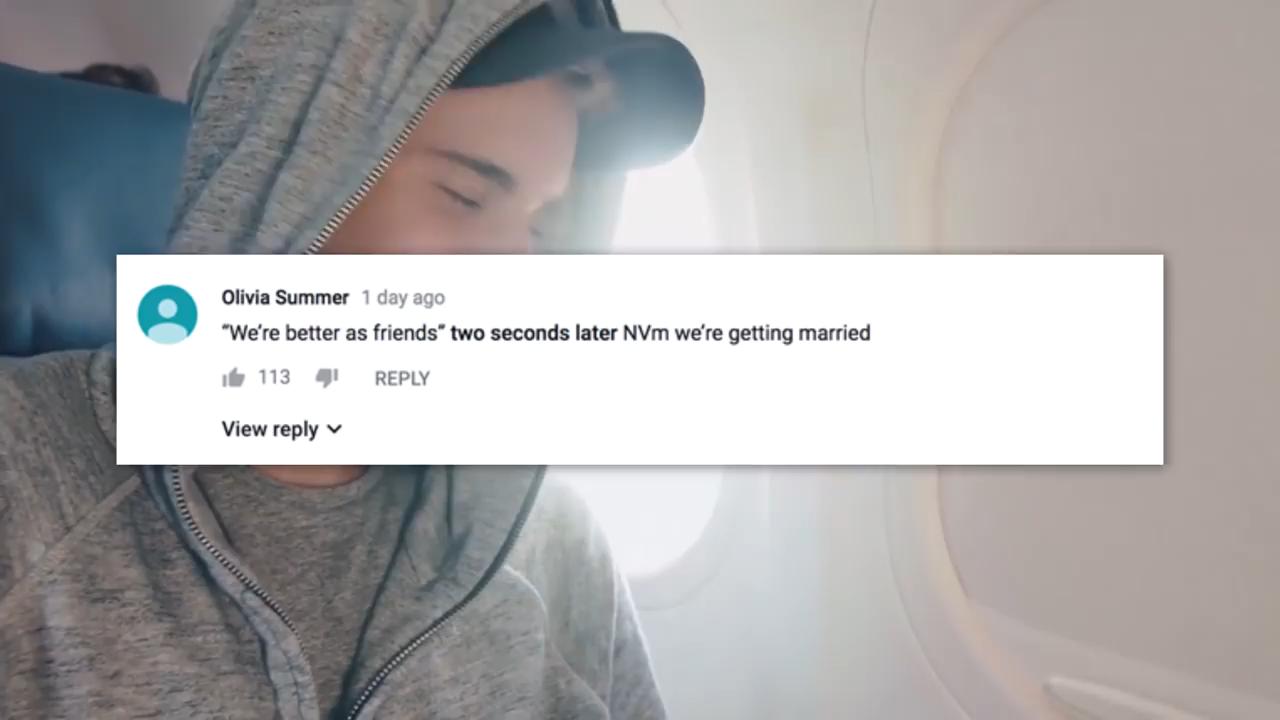 Olivia Summer 1 day ago
“We’re better as friends” two seconds later NVm we’re getting married
113 REPLY
View reply